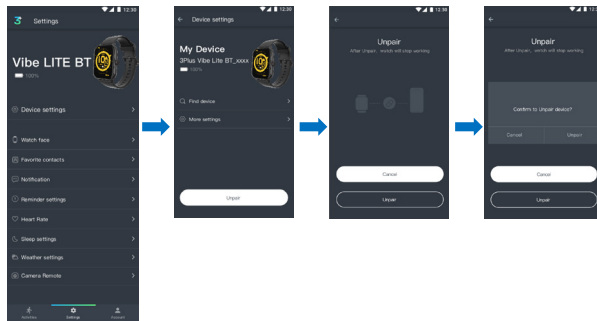 12:30
Settings
Vibe LITE BT
100%
Device settings
Watch face
Favorite contacts
Notification
Reminder settings
Heart Rate
Sleep settings
Weather settings
Camera Remote
Activities
Settings
Account
12:30
Device settings
My Device
3Plus Vibe LITE BT_xxxx
100%
Find device
More settings
Unpair
12:30
Unpair
After Unpair, watch will stop working
Cancel
Unpair
Unpair
After Unpair, watch will stop working
Confirm to Unpair device?
Cancel
Unpair
Cancel
Unpair